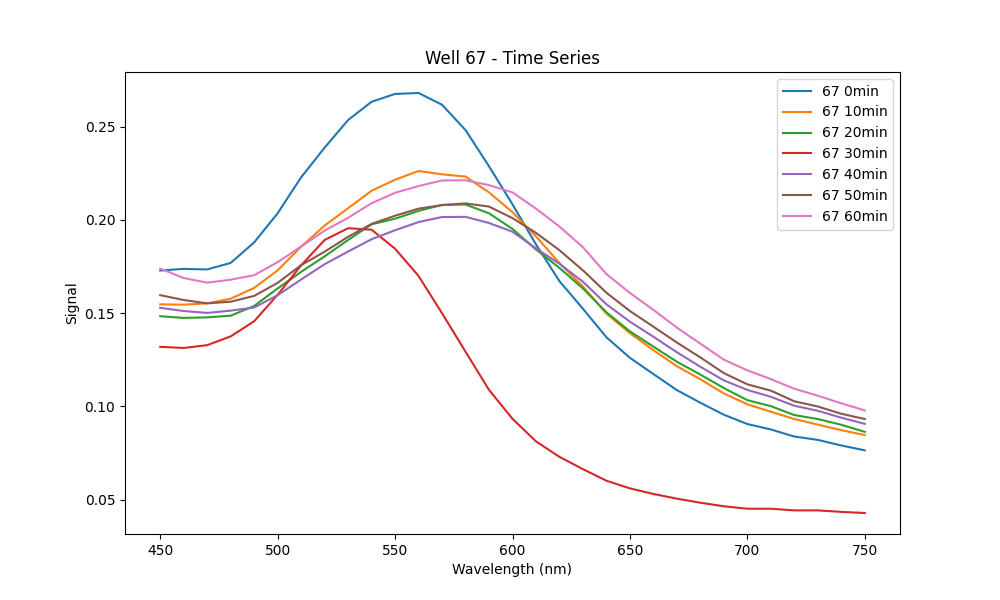 Well 67 - Time Series
67 0min
67 10min
67 20min
67 30min
67 40min
67 50min
67 60min
Signal
0.25
0.20
0.15
0.10
0.05
450 500 550 600 650 700 750
Wavelength (nm)